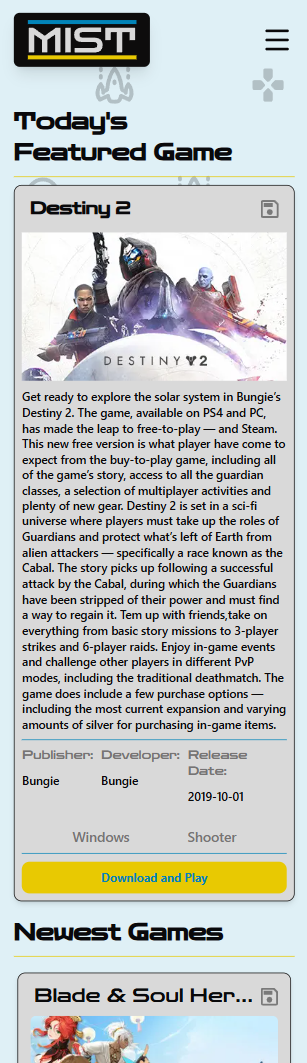 MIST
Today's
Featured Game
Destiny 2
DESTINY 2
Get ready to explore the solar system in Bungie's
Destiny 2. The game, available on PS4 and PC,
has made the leap to free-to-play — and Steam.
This new free version is what player have come to
expect from the buy-to-play game, including all
of the game's story, access to all the guardian
classes, a selection of multiplayer activities and
plenty of new gear. Destiny 2 is set in a sci-fi
universe where players must take up the roles of
Guardians and protect what's left of Earth from
alien attackers — specifically a race known as the
Cabal. The story picks up following a successful
attack by the Cabal, during which the Guardians
have been stripped of their power and must find
a way to regain it. Tem up with friends,take on
everything from basic story missions to 3-player
strikes and 6-player raids. Enjoy in-game events
and challenge other players in different PvP
modes, including the traditional deathmatch. The
game does include a few purchase options —
including the most current expansion and varying
amounts of silver for purchasing in-game items.
Publisher: Developer: Release
Date:
Bungie Bungie
2019-10-01
Windows Shooter
Download and Play
Newest Games
Blade & Soul Her...